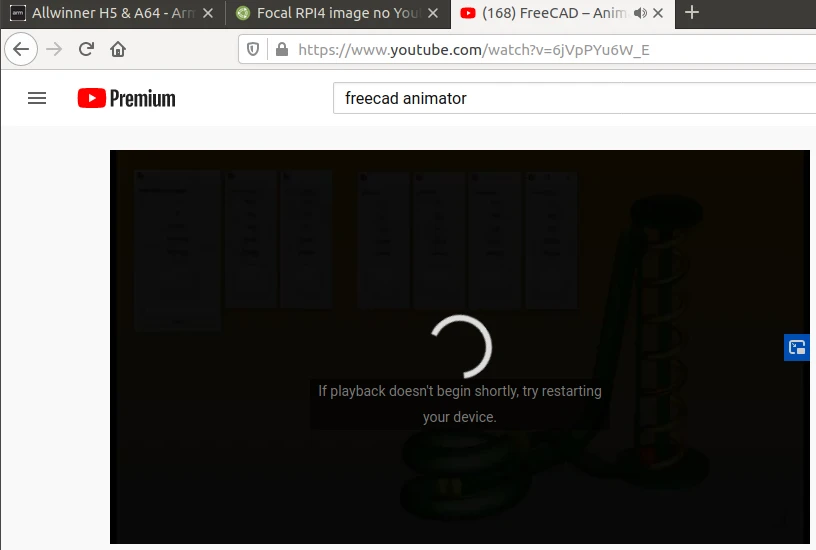 Allwinner H5 & A64 - Arm
Focal RPI4 image no You
(168) FreeCAD – Anim
https://www.youtube.com/watch?v=6jVpPYu6W_E
Premium
freecad animator
If playback doesn't begin shortly, try restarting
your device.